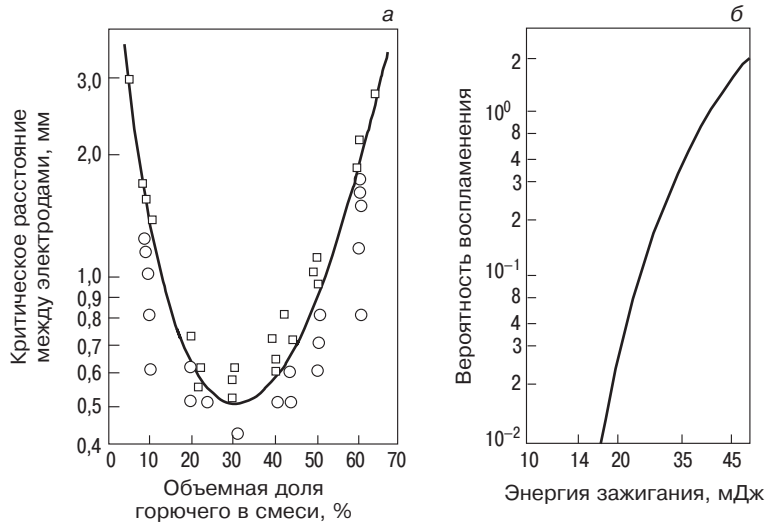 а
Критическое расстояние
между электродами, мм
3,0
2,0
1,0
0,9
0,8
0,7
0,6
0,5
0,4
0 10 20 30 40 50 60 70
Объемная доля
горючего в смеси, %
б
Вероятность воспламенения
2
10⁰
8
4
3
2
10⁻¹
8
4
3
2
10⁻²
10 14 20 35 45
Энергия зажигания, мДж